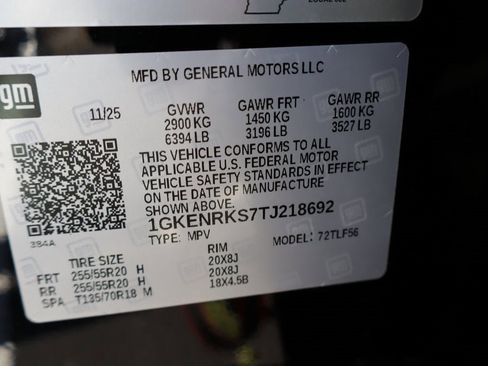 LOCAL 602
gm
MFD BY GENERAL MOTORS LLC
11/25 GVWR GAWR FRT GAWR RR
2900 KG 1450 KG 1600 KG
6394 LB 3196 LB 3527 LB
THIS VEHICLE CONFORMS TO ALL
APPLICABLE U.S. FEDERAL MOTOR
VEHICLE SAFETY STANDARDS IN EFFECT
ON THE DATE OF MANUFACTURE
SHOWN ABOVE.
1GKENRKS7TJ218692
384A TYPE: MPV MODEL: 72TLF56
TIRE SIZE RIM
FRT 255/55R20 H 20X8J
RR 255/55R20 H 20X8J
SPA T135/70R18 M 18X4.5B